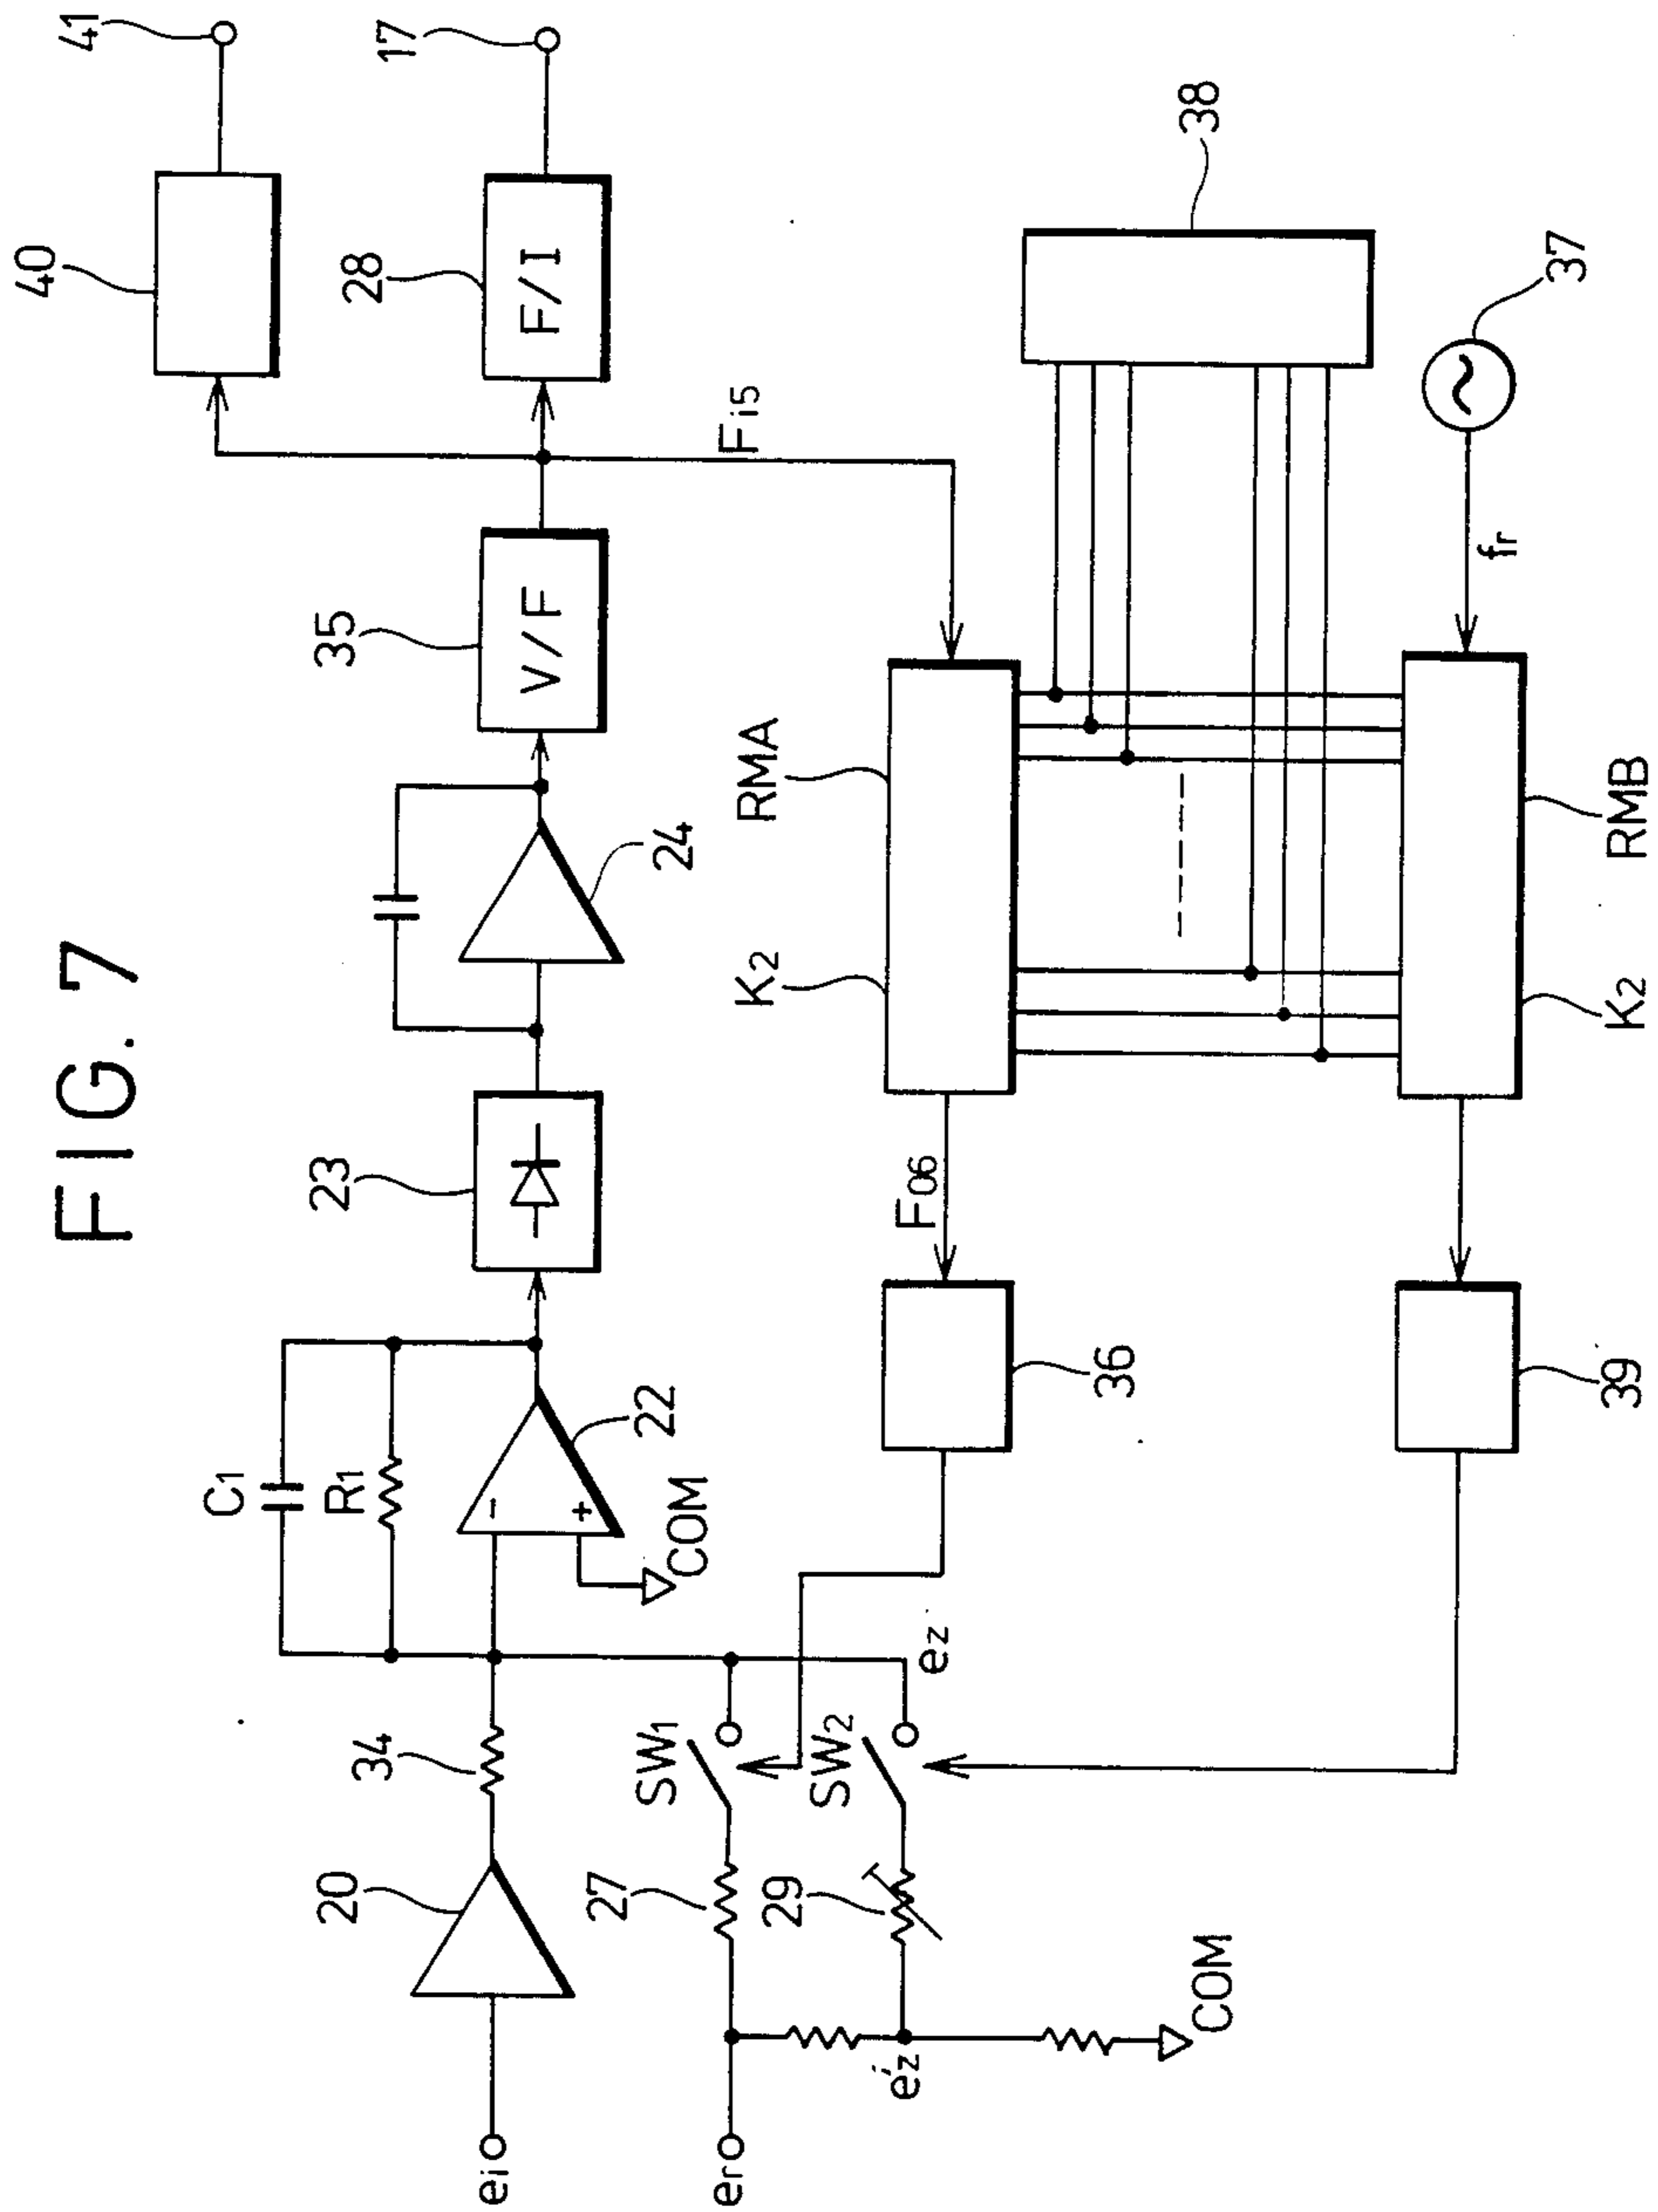 FIG. 7
41
40
17
28
F/I
35
V/F
Fi5
24
23
22
C1
R1
-
+
COM
34
20
ei
38
37
fr
RMA
K2
RMB
K2
F06
36
39
SW1
SW2
ez
27
29
er
e'z
COM